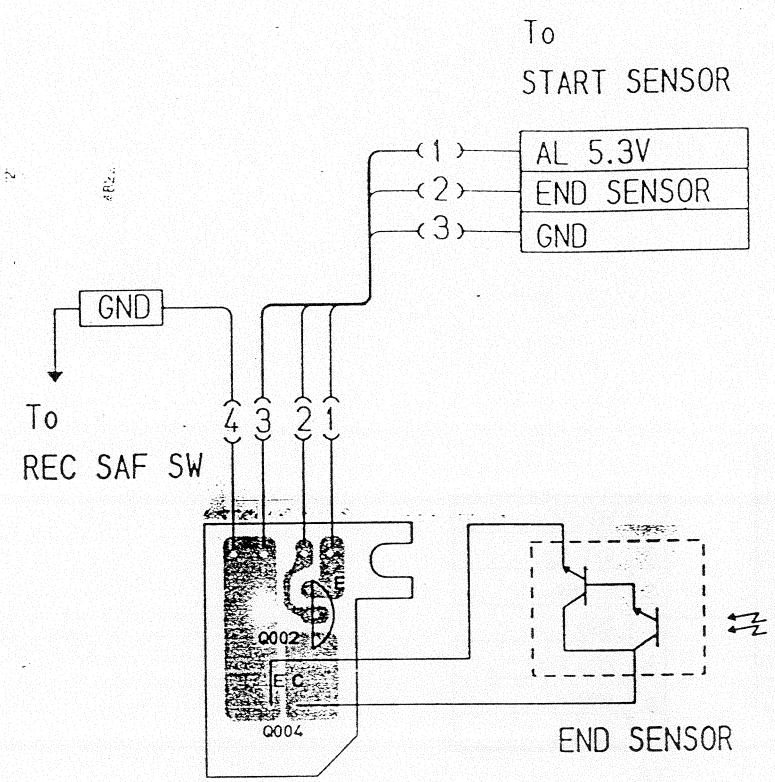 To
START SENSOR
1 AL 5.3V
2 END SENSOR
3 GND
GND
To
REC SAF SW
4 3 2 1
E
Q002
E C
Q004
END SENSOR